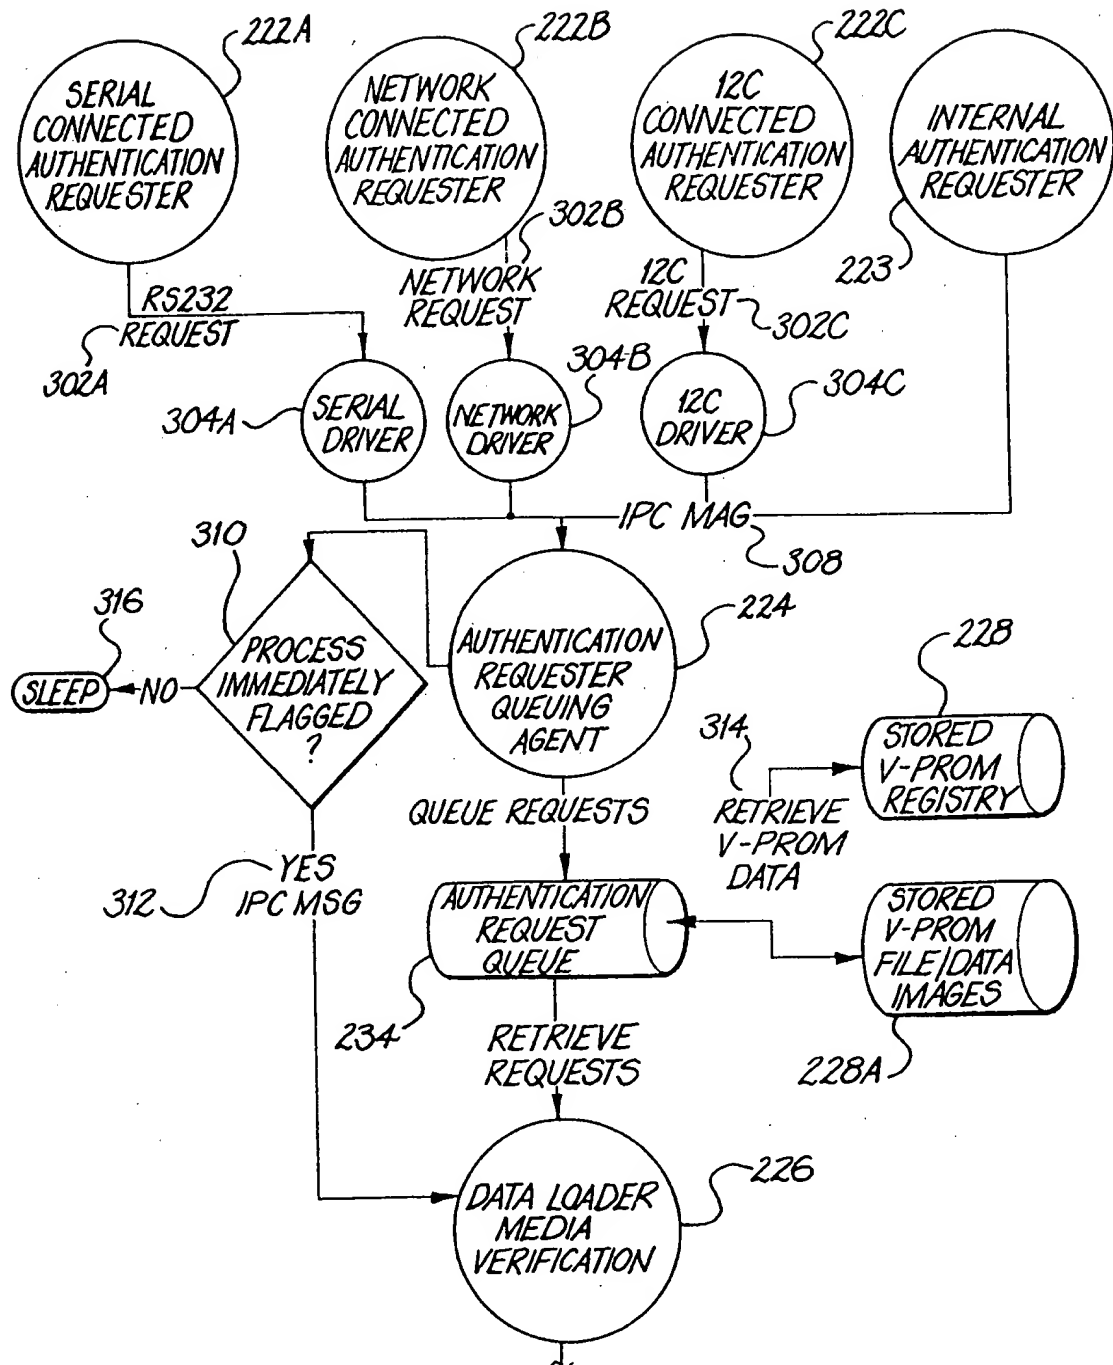 222A
222B
222C
SERIAL
CONNECTED
AUTHENTICATION
REQUESTER
NETWORK
CONNECTED
AUTHENTICATION
REQUESTER
12C
CONNECTED
AUTHENTICATION
REQUESTER
INTERNAL
AUTHENTICATION
REQUESTER
223
RS232
REQUEST
302A
302B
NETWORK
REQUEST
12C
REQUEST
302C
304A
SERIAL
DRIVER
304B
NETWORK
DRIVER
304C
12C
DRIVER
IPC MAG
308
310
316
SLEEP
NO
PROCESS
IMMEDIATELY
FLAGGED
?
AUTHENTICATION
REQUESTER
QUEUING
AGENT
224
228
STORED
V-PROM
REGISTRY
314
RETRIEVE
V-PROM
DATA
QUEUE REQUESTS
312
YES
IPC MSG
AUTHENTICATION
REQUEST
QUEUE
234
STORED
V-PROM
FILE/DATA
IMAGES
228A
RETRIEVE
REQUESTS
DATA LOADER
MEDIA
VERIFICATION
226